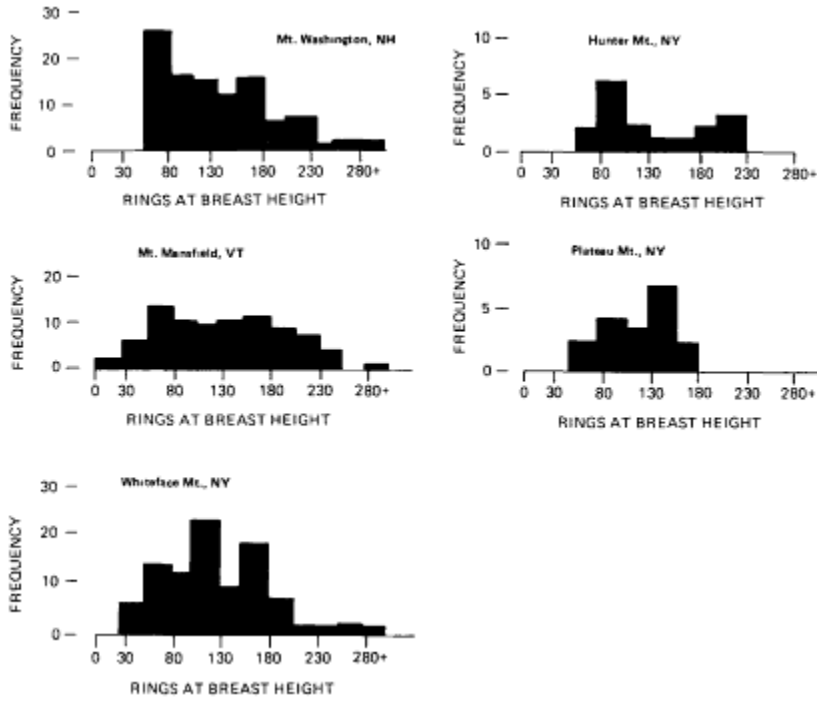 Mt. Washington, NH
FREQUENCY
30
20
10
0
0 30 80 130 180 230 280+
RINGS AT BREAST HEIGHT
Hunter Mt., NY
FREQUENCY
10
5
0
0 30 80 130 180 230 280+
RINGS AT BREAST HEIGHT
Mt. Mansfield, VT
FREQUENCY
20
10
0
0 30 80 130 180 230 280+
RINGS AT BREAST HEIGHT
Plateau Mt., NY
FREQUENCY
10
5
0
0 30 80 130 180 230 280+
RINGS AT BREAST HEIGHT
Whiteface Mt., NY
FREQUENCY
30
20
10
0
0 30 80 130 180 230 280+
RINGS AT BREAST HEIGHT